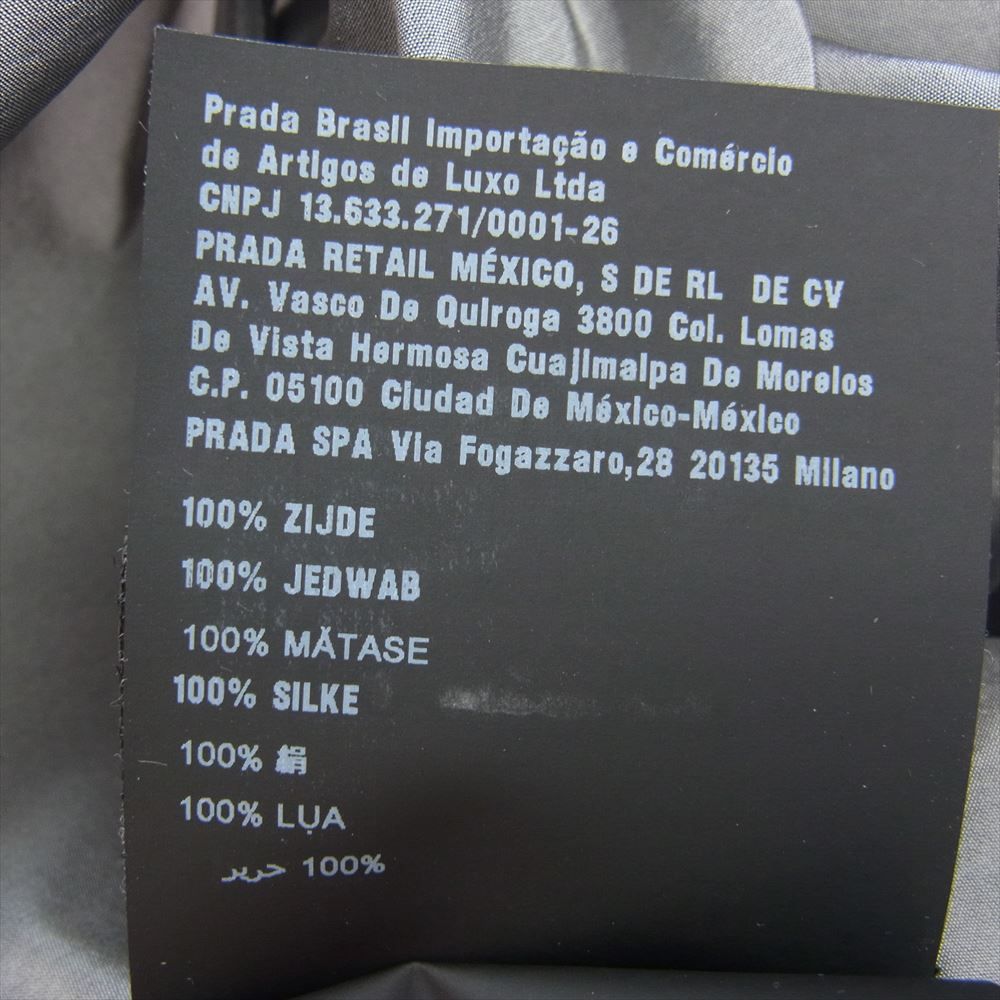 Prada Brasil Importação e Comércio
de Artigos de Luxo Ltda
CNPJ 13.633.271/0001-26
PRADA RETAIL MÉXICO, S DE RL DE CV
AV. Vasco De Quiroga 3800 Col. Lomas
De Vista Hermosa Cuajimalpa De Morelos
C.P. 05100 Ciudad De México-México
PRADA SPA Via Fogazzaro,28 20135 Milano
100% ZIJDE
100% JEDWAB
100% MĂTASE
100% SILKE
100% 絹
100% LỤA
100% حرير